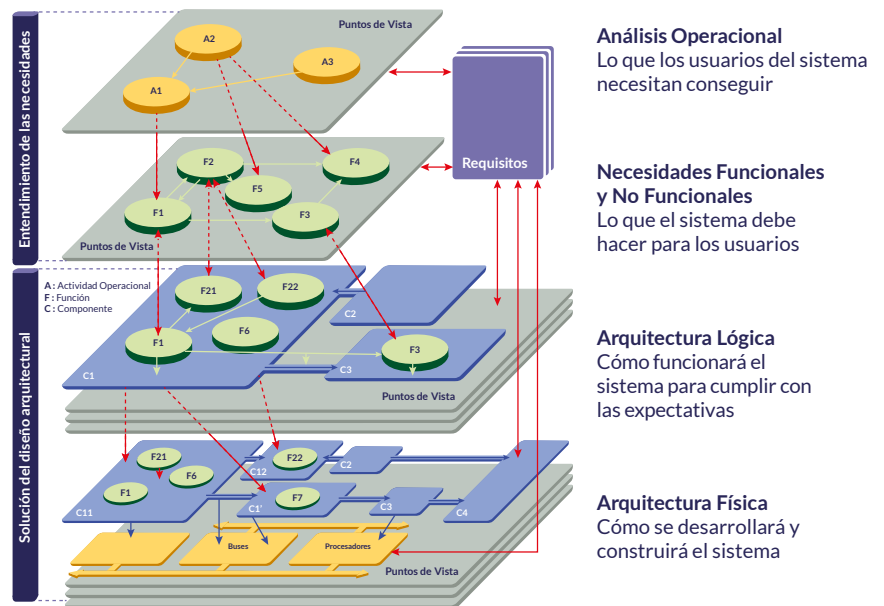 Entendimiento de las necesidades
Puntos de Vista
A2
A3
A1
Requisitos
Análisis Operacional
Lo que los usuarios del sistema
necesitan conseguir
F2
F4
F5
F1
F3
Puntos de Vista
Necesidades Funcionales
y No Funcionales
Lo que el sistema debe
hacer para los usuarios
Solución del diseño arquitectural
A : Actividad Operacional
F : Función
C : Componente
F21
F22
C2
F1
F6
F3
C1
C3
Puntos de Vista
Arquitectura Lógica
Cómo funcionará el
sistema para cumplir con
las expectativas
F21
F22
C2
F6
C12
F1
F7
C11
C1'
C3
C4
Buses
Procesadores
Puntos de Vista
Arquitectura Física
Cómo se desarrollará y
construirá el sistema